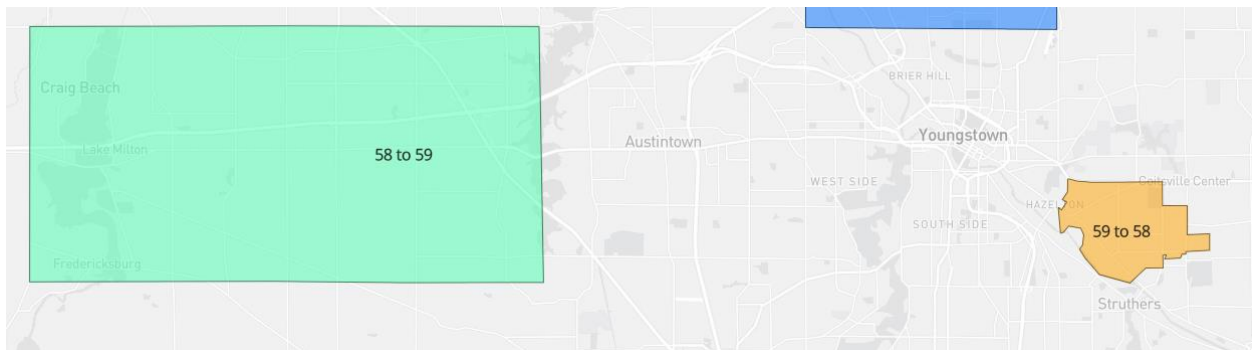 BRIER HILL
Craig Beach
Youngstown
Austintown
Lake Milton
58 to 59
WEST SIDE
Coitsville Center
HAZELTON
SOUTH SIDE
59 to 58
Fredericksburg
Struthers